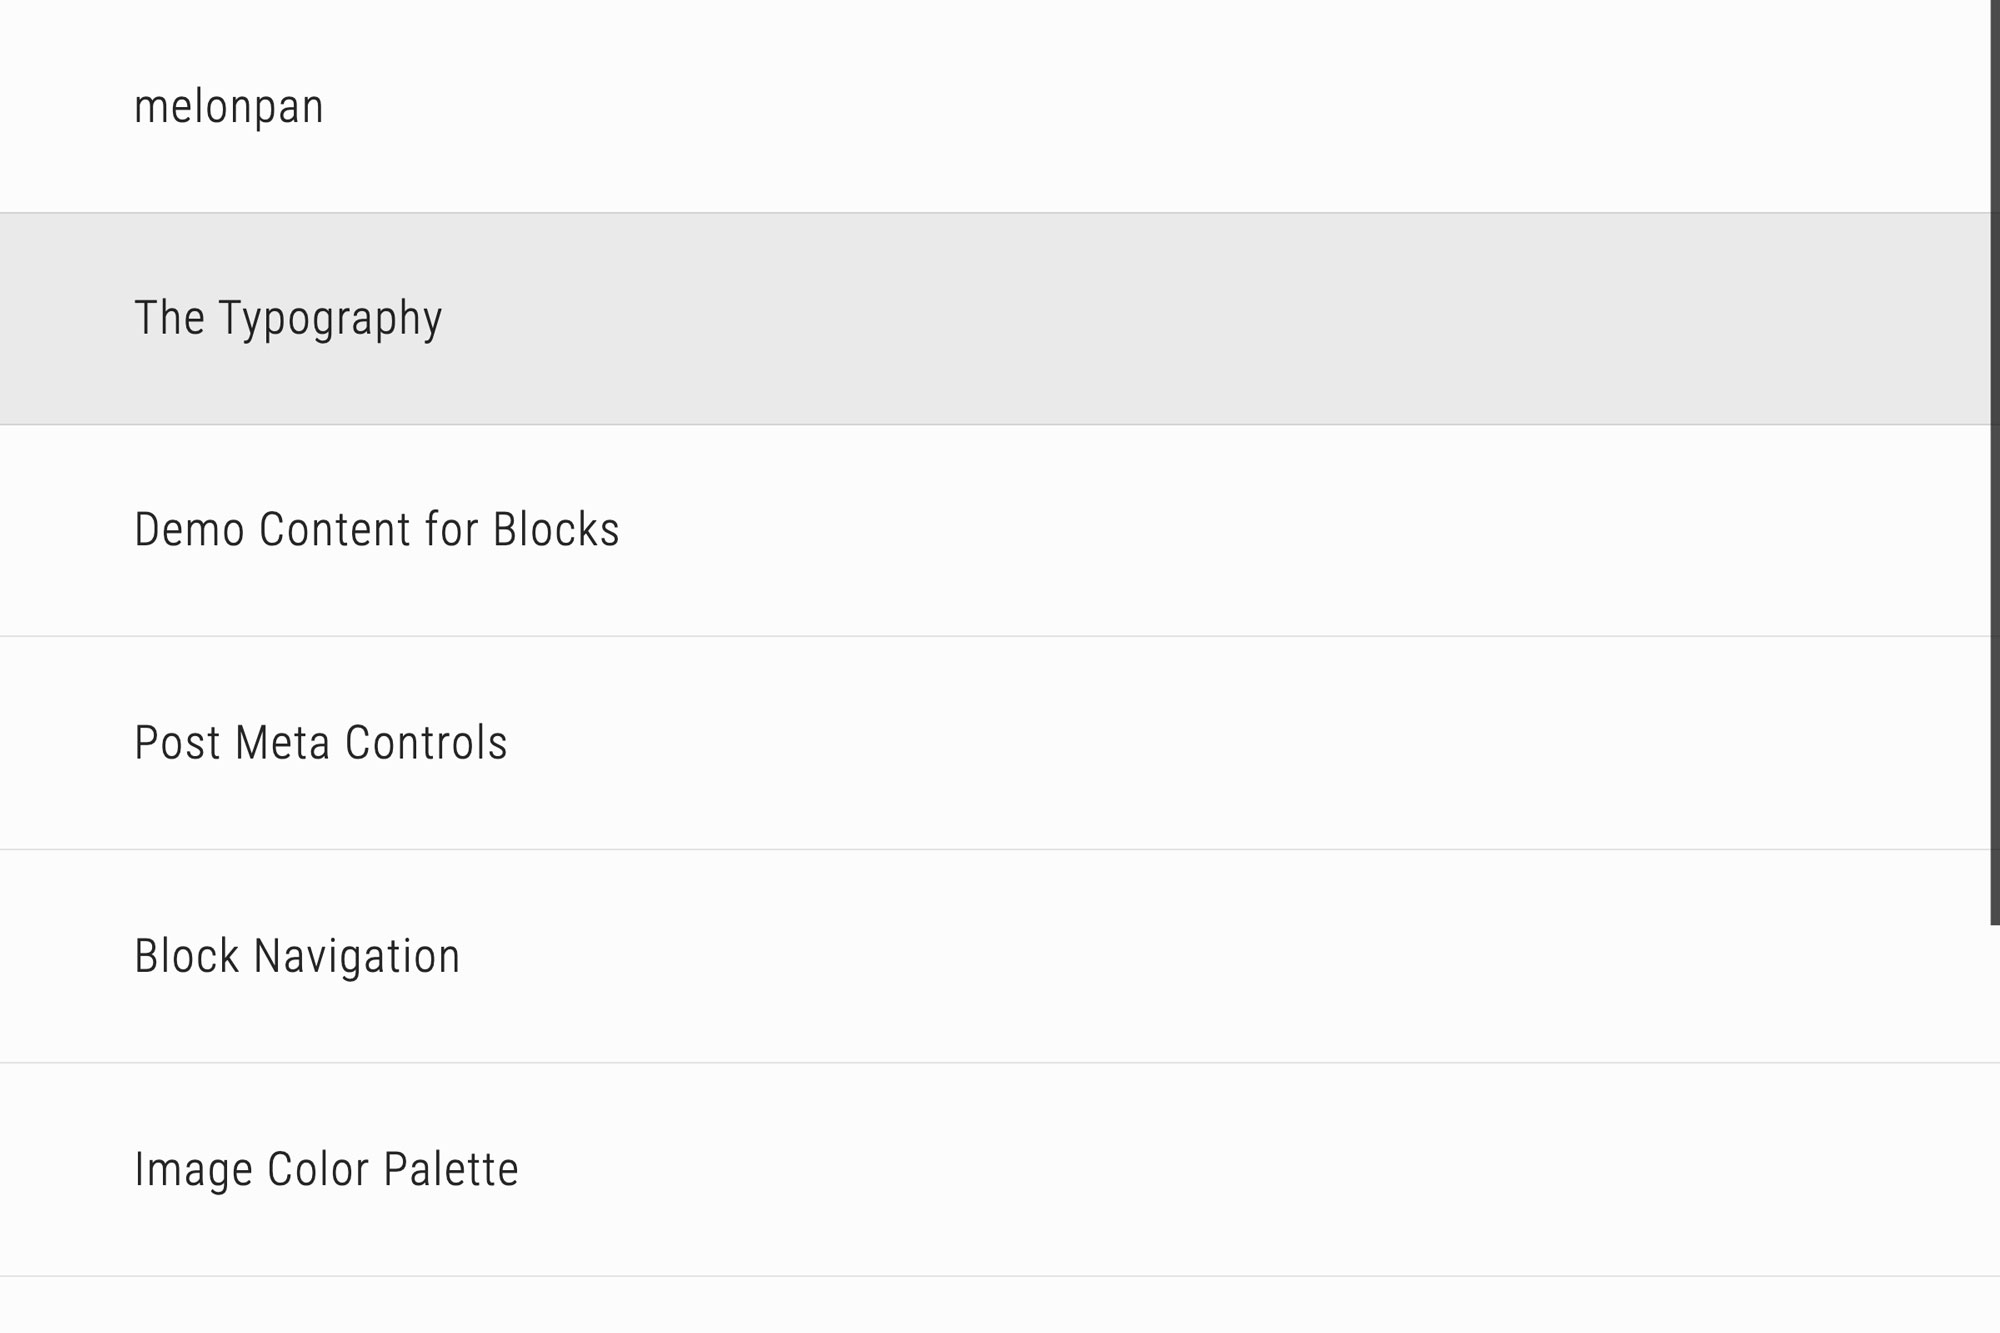 melonpan
The Typography
Demo Content for Blocks
Post Meta Controls
Block Navigation
Image Color Palette